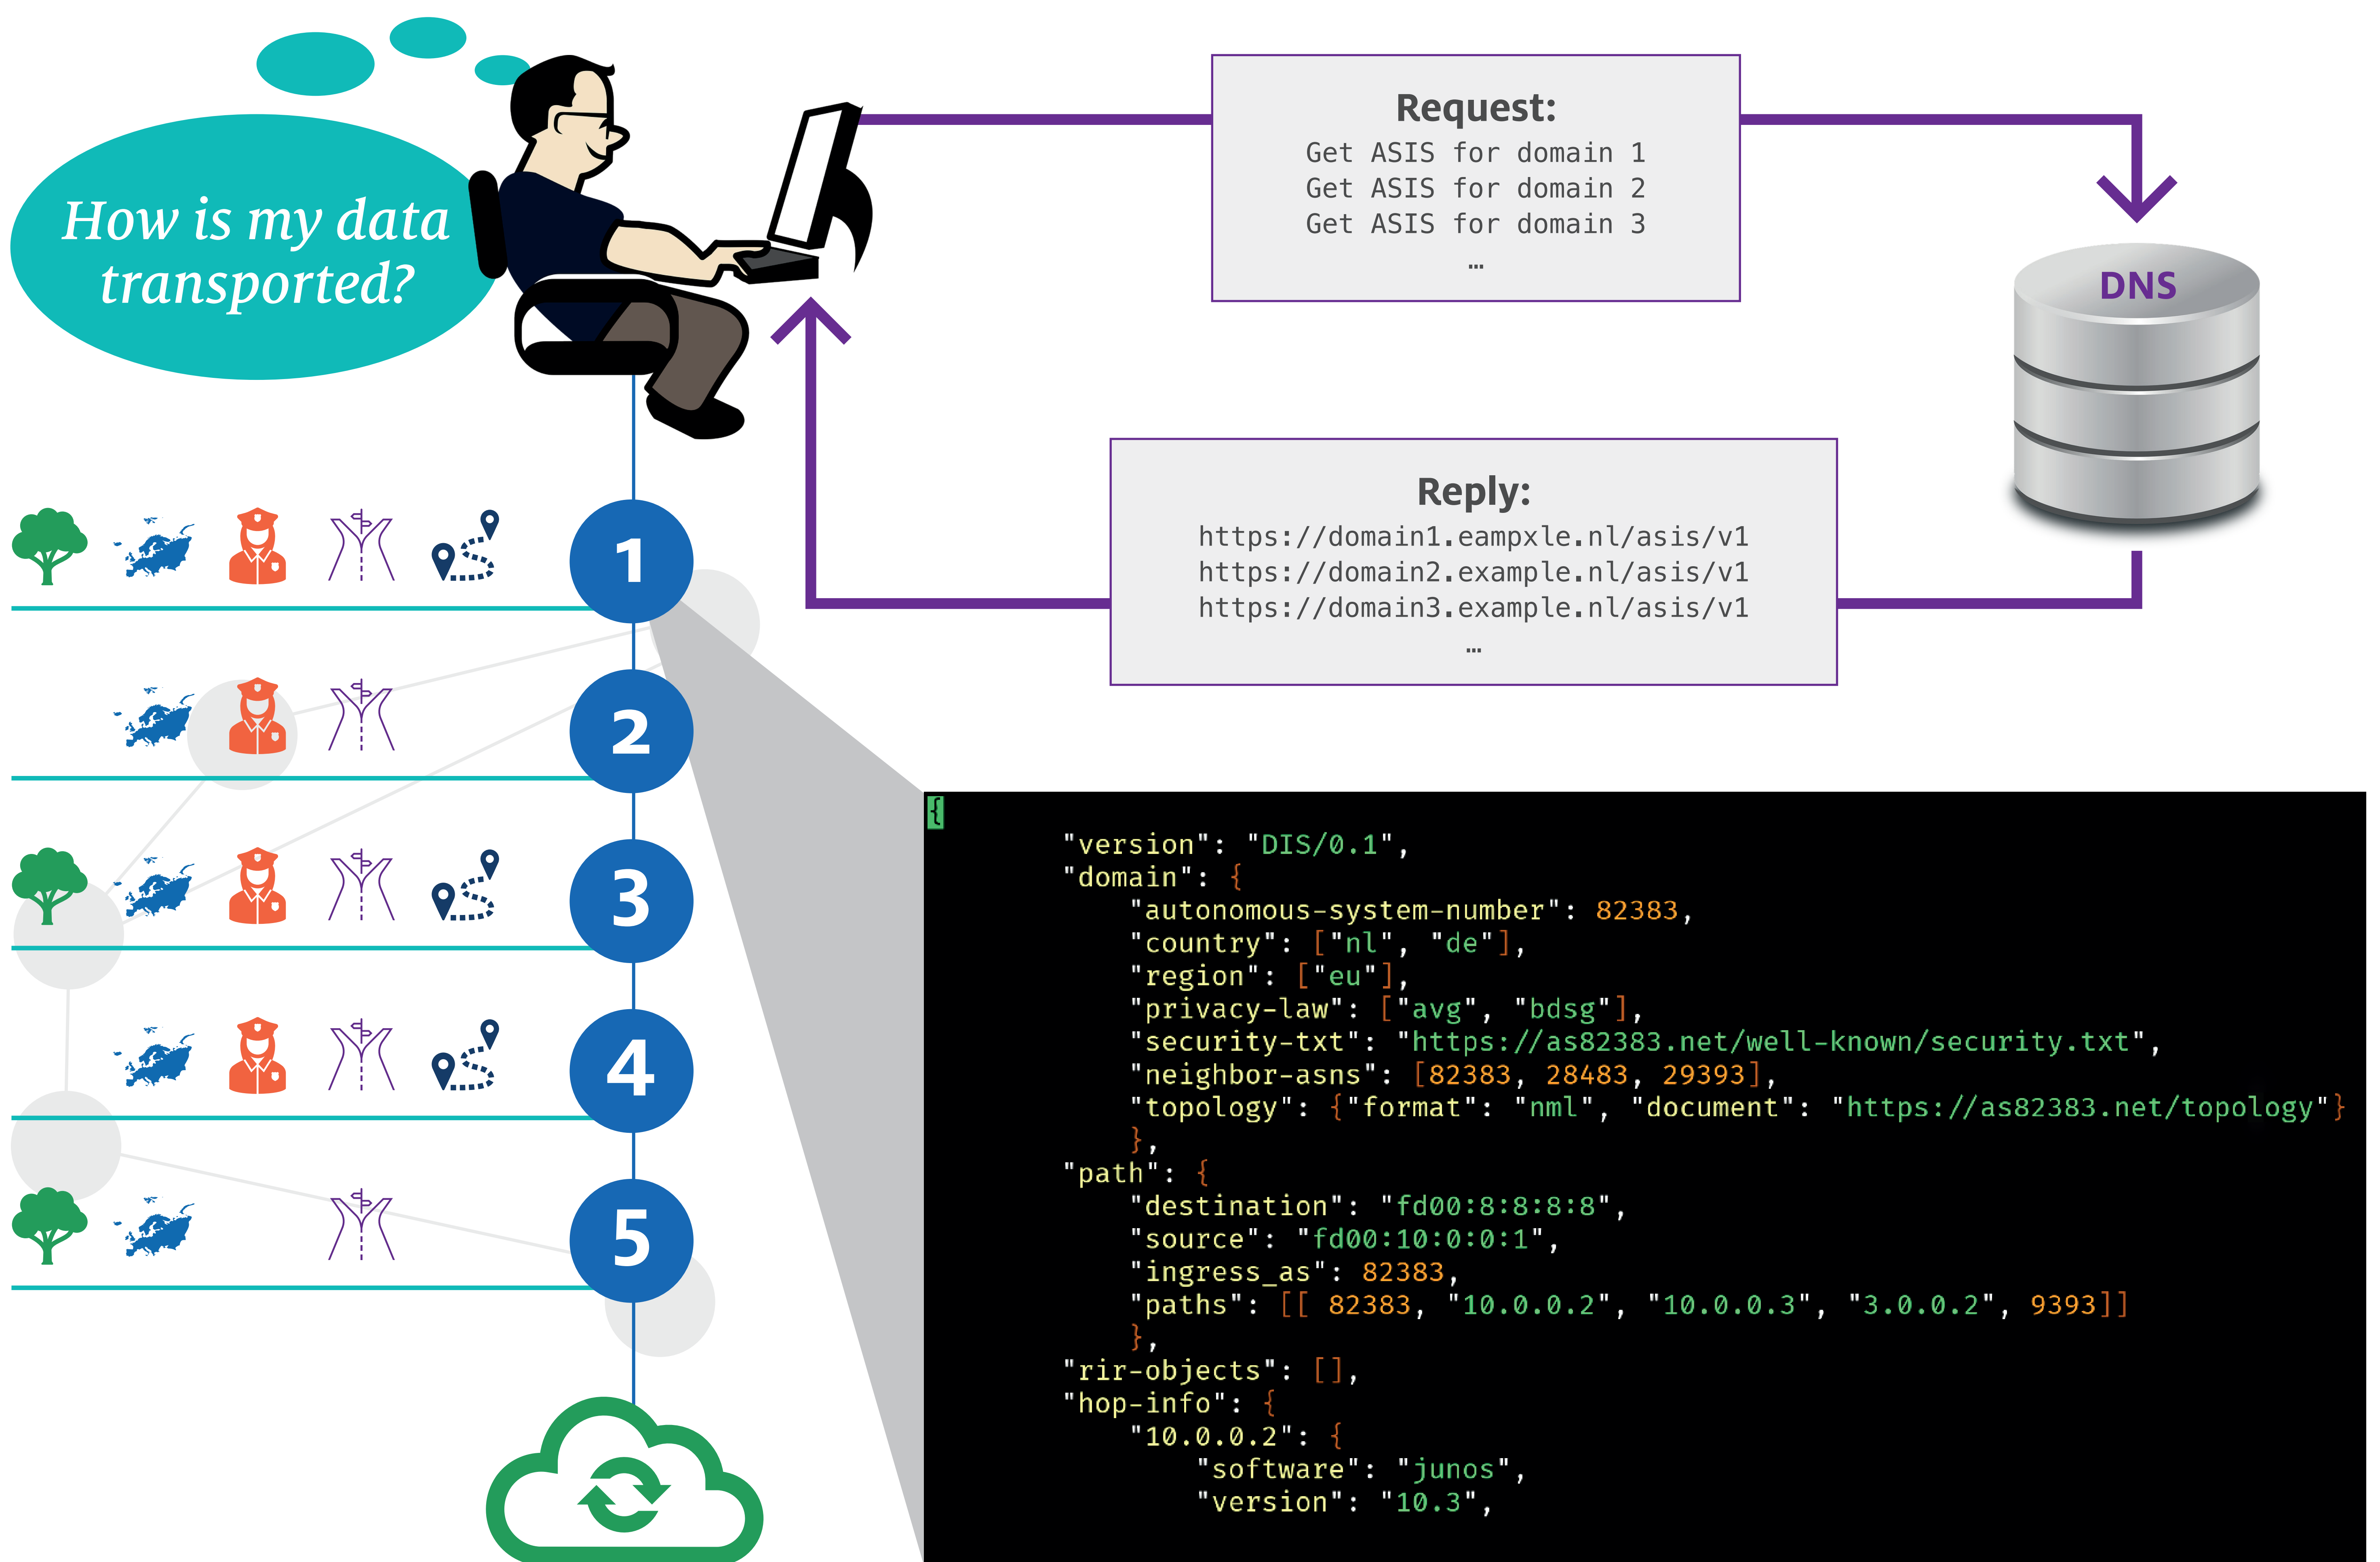 How is my data
transported?
Request:
Get ASIS for domain 1
Get ASIS for domain 2
Get ASIS for domain 3
…
DNS
Reply:
https://domain1.eampxle.nl/asis/v1
https://domain2.example.nl/asis/v1
https://domain3.example.nl/asis/v1
…
1
2
3
4
5
{
"version": "DIS/0.1",
"domain": {
"autonomous-system-number": 82383,
"country": ["nl", "de"],
"region": ["eu"],
"privacy-law": ["avg", "bdsg"],
"security-txt": "https://as82383.net/well-known/security.txt",
"neighbor-asns": [82383, 28483, 29393],
"topology": {"format": "nml", "document": "https://as82383.net/topology"}
},
"path": {
"destination": "fd00:8:8:8:8",
"source": "fd00:10:0:0:1",
"ingress_as": 82383,
"paths": [[ 82383, "10.0.0.2", "10.0.0.3", "3.0.0.2", 9393]]
},
"rir-objects": [],
"hop-info": {
"10.0.0.2": {
"software": "junos",
"version": "10.3",